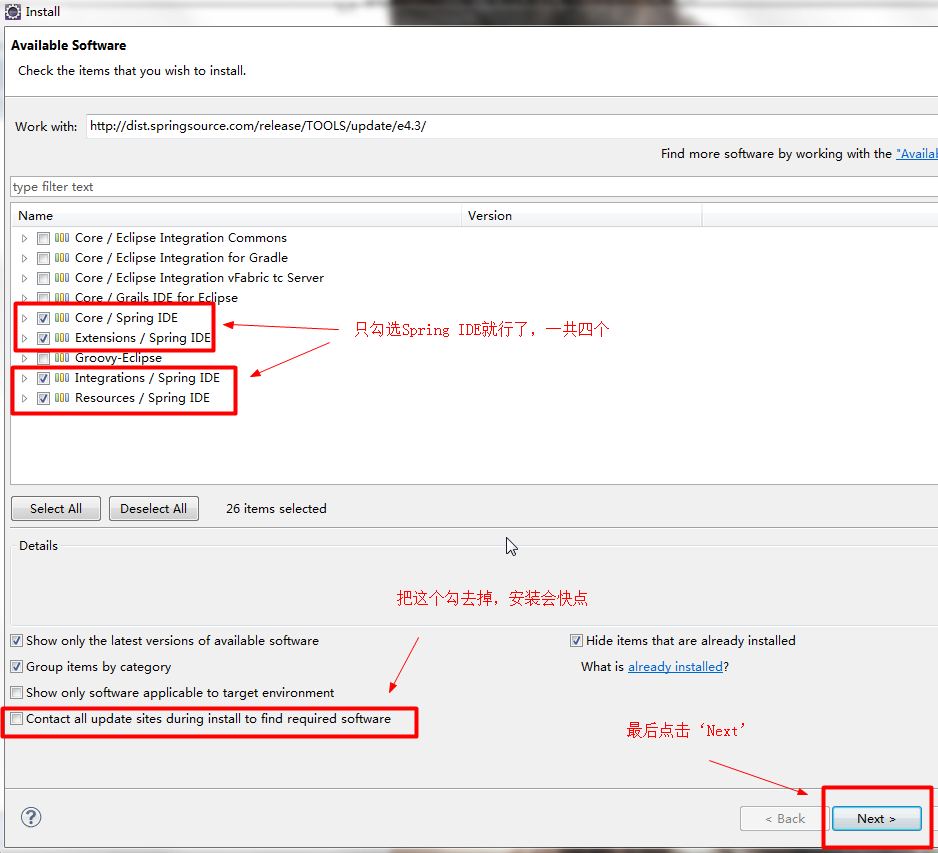 Install
Available Software
Check the items that you wish to install.
Work with: http://dist.springsource.com/release/TOOLS/update/e4.3/
Find more software by working with the "Availab
type filter text
Name Version
Core / Eclipse Integration Commons
Core / Eclipse Integration for Gradle
Core / Eclipse Integration vFabric tc Server
Core / Grails IDE for Eclipse
Core / Spring IDE
只勾选Spring IDE就行了，一共四个
Extensions / Spring IDE
Groovy-Eclipse
Integrations / Spring IDE
Resources / Spring IDE
Select All Deselect All 26 items selected
Details
把这个勾去掉，安装会快点
Show only the latest versions of available software Hide items that are already installed
Group items by category What is already installed?
Show only software applicable to target environment
Contact all update sites during install to find required software
最后点击‘Next’
? < Back Next >